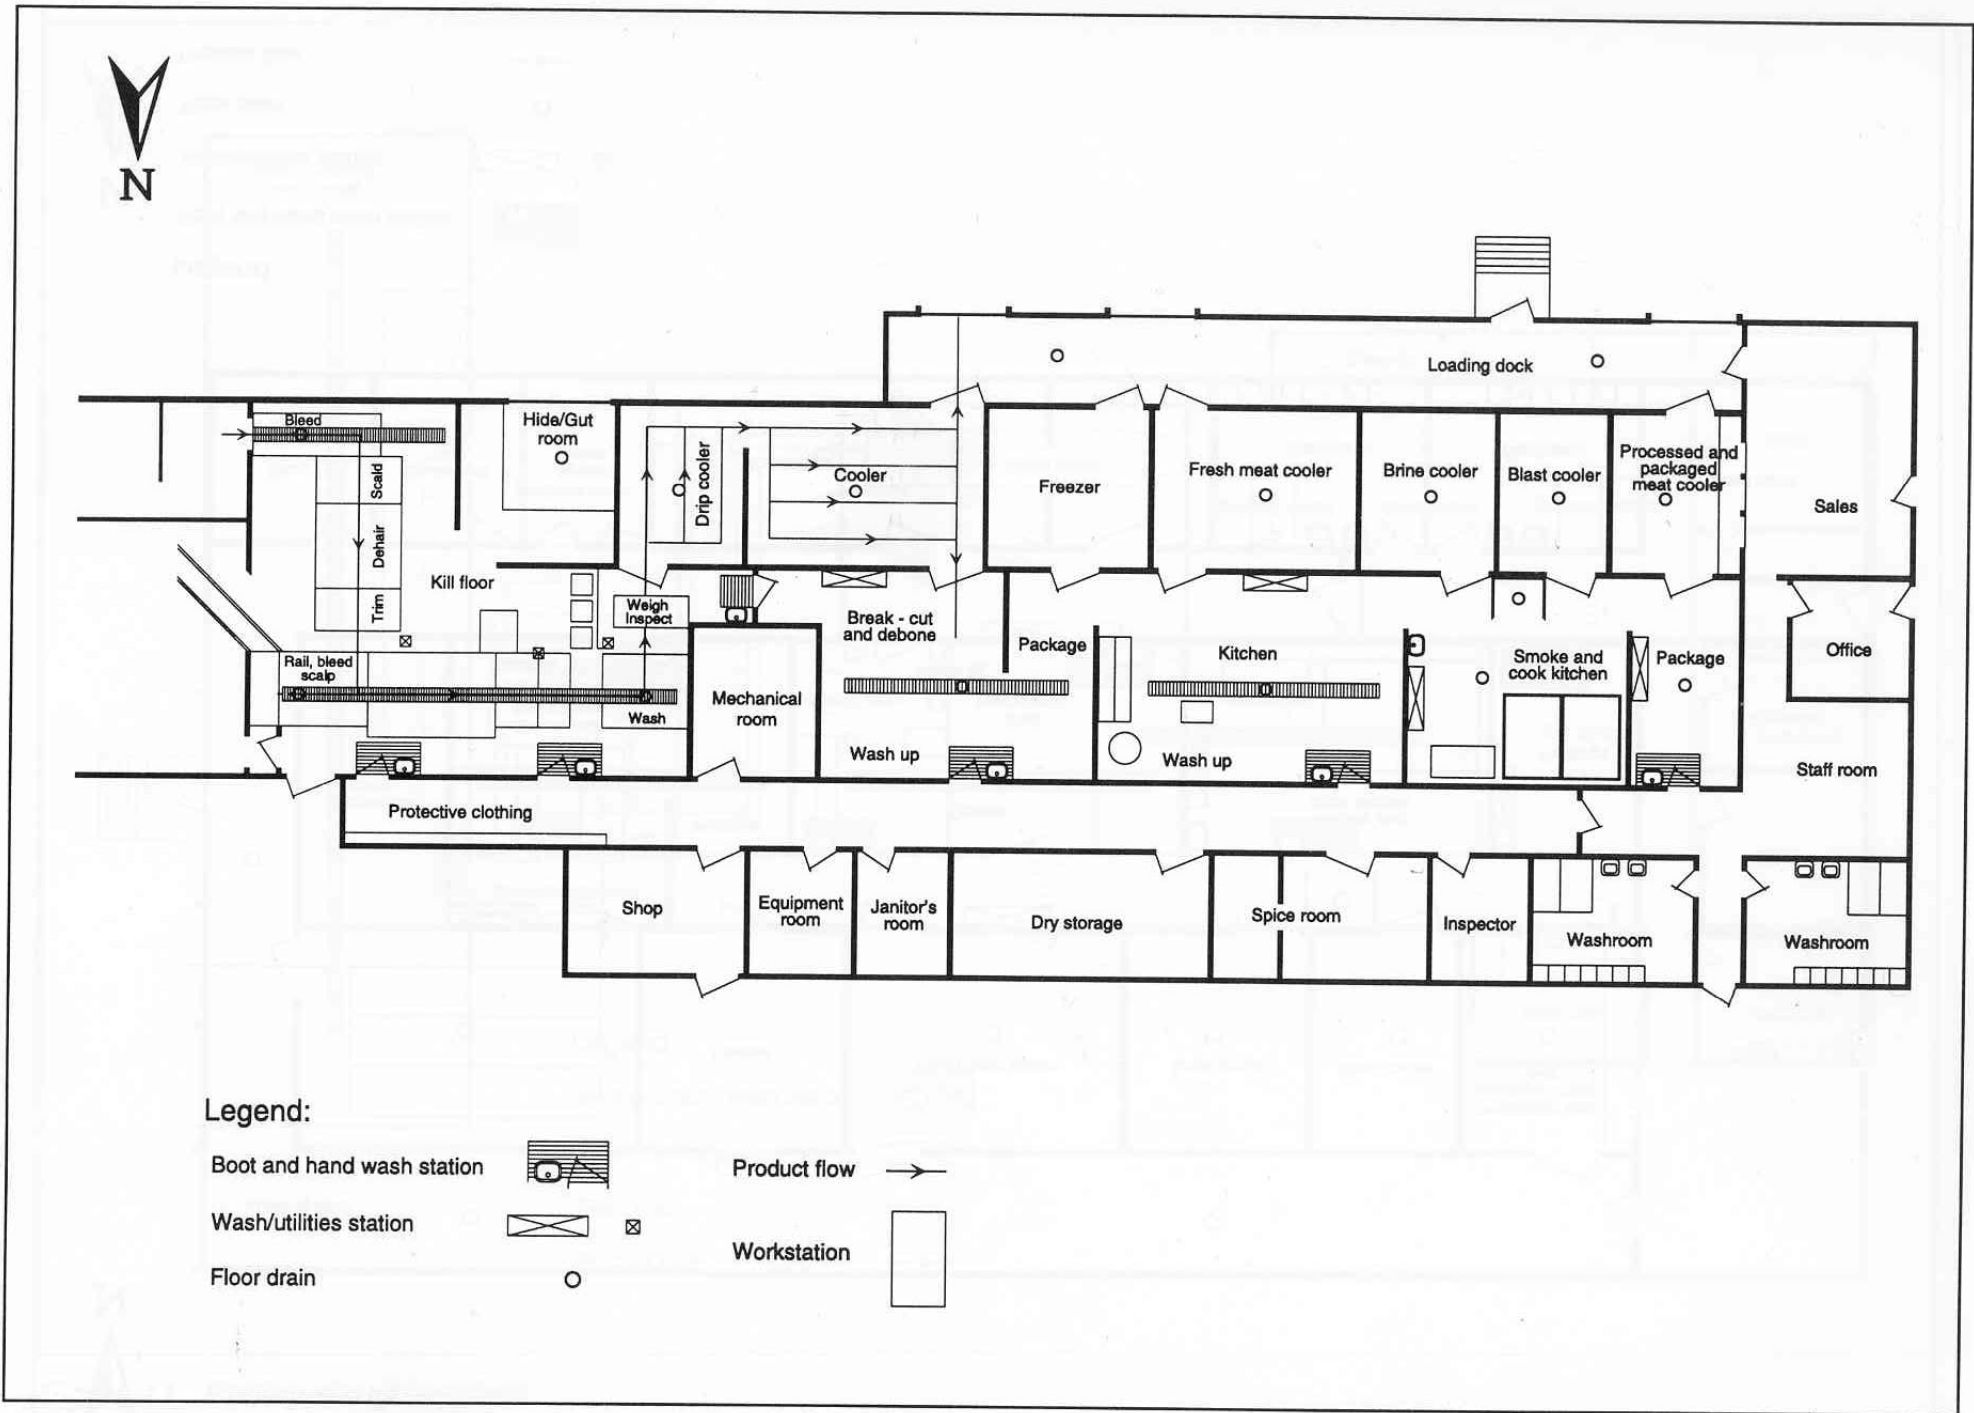 N
Loading dock
Bleed
Hide/Gut
room
Scald
Drip cooler
Cooler
Freezer
Fresh meat cooler
Brine cooler
Blast cooler
Processed and
packaged
meat cooler
Sales
Dehair
Kill floor
Trim
Weigh
Inspect
Break - cut
and debone
Package
Kitchen
Smoke and
cook kitchen
Package
Office
Rail, bleed
scalp
Wash
Mechanical
room
Wash up
Wash up
Staff room
Protective clothing
Shop
Equipment
room
Janitor's
room
Dry storage
Spice room
Inspector
Washroom
Washroom
Legend:
Boot and hand wash station
Product flow
Wash/utilities station
Workstation
Floor drain